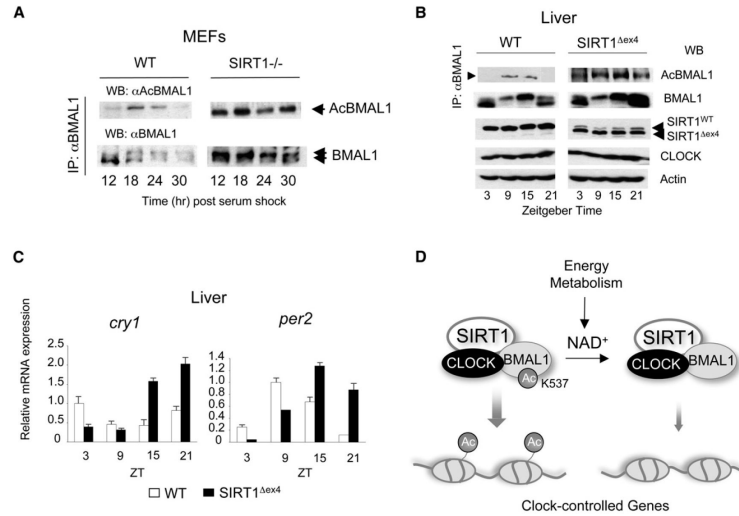 A
MEFs
WT
SIRT1-/-
IP: αBMAL1
WB: αAcBMAL1
AcBMAL1
WB: αBMAL1
BMAL1
12 18 24 30 12 18 24 30
Time (hr) post serum shock
B
Liver
WT
SIRT1Δex4
WB
IP: αBMAL1
AcBMAL1
BMAL1
SIRT1WT
SIRT1Δex4
CLOCK
Actin
3 9 15 21 3 9 15 21
Zeitgeber Time
C
Liver
cry1
per2
Relative mRNA expression
2.5
2.0
1.5
1.0
0.5
0
3 9 15 21
1.4
1.2
1.0
0.8
0.6
0.4
0.2
0
3 9 15 21
ZT
ZT
WT SIRT1Δex4
D
Energy
Metabolism
SIRT1
CLOCK
BMAL1
Ac
K537
NAD+
SIRT1
CLOCK
BMAL1
Ac
Ac
Clock-controlled Genes